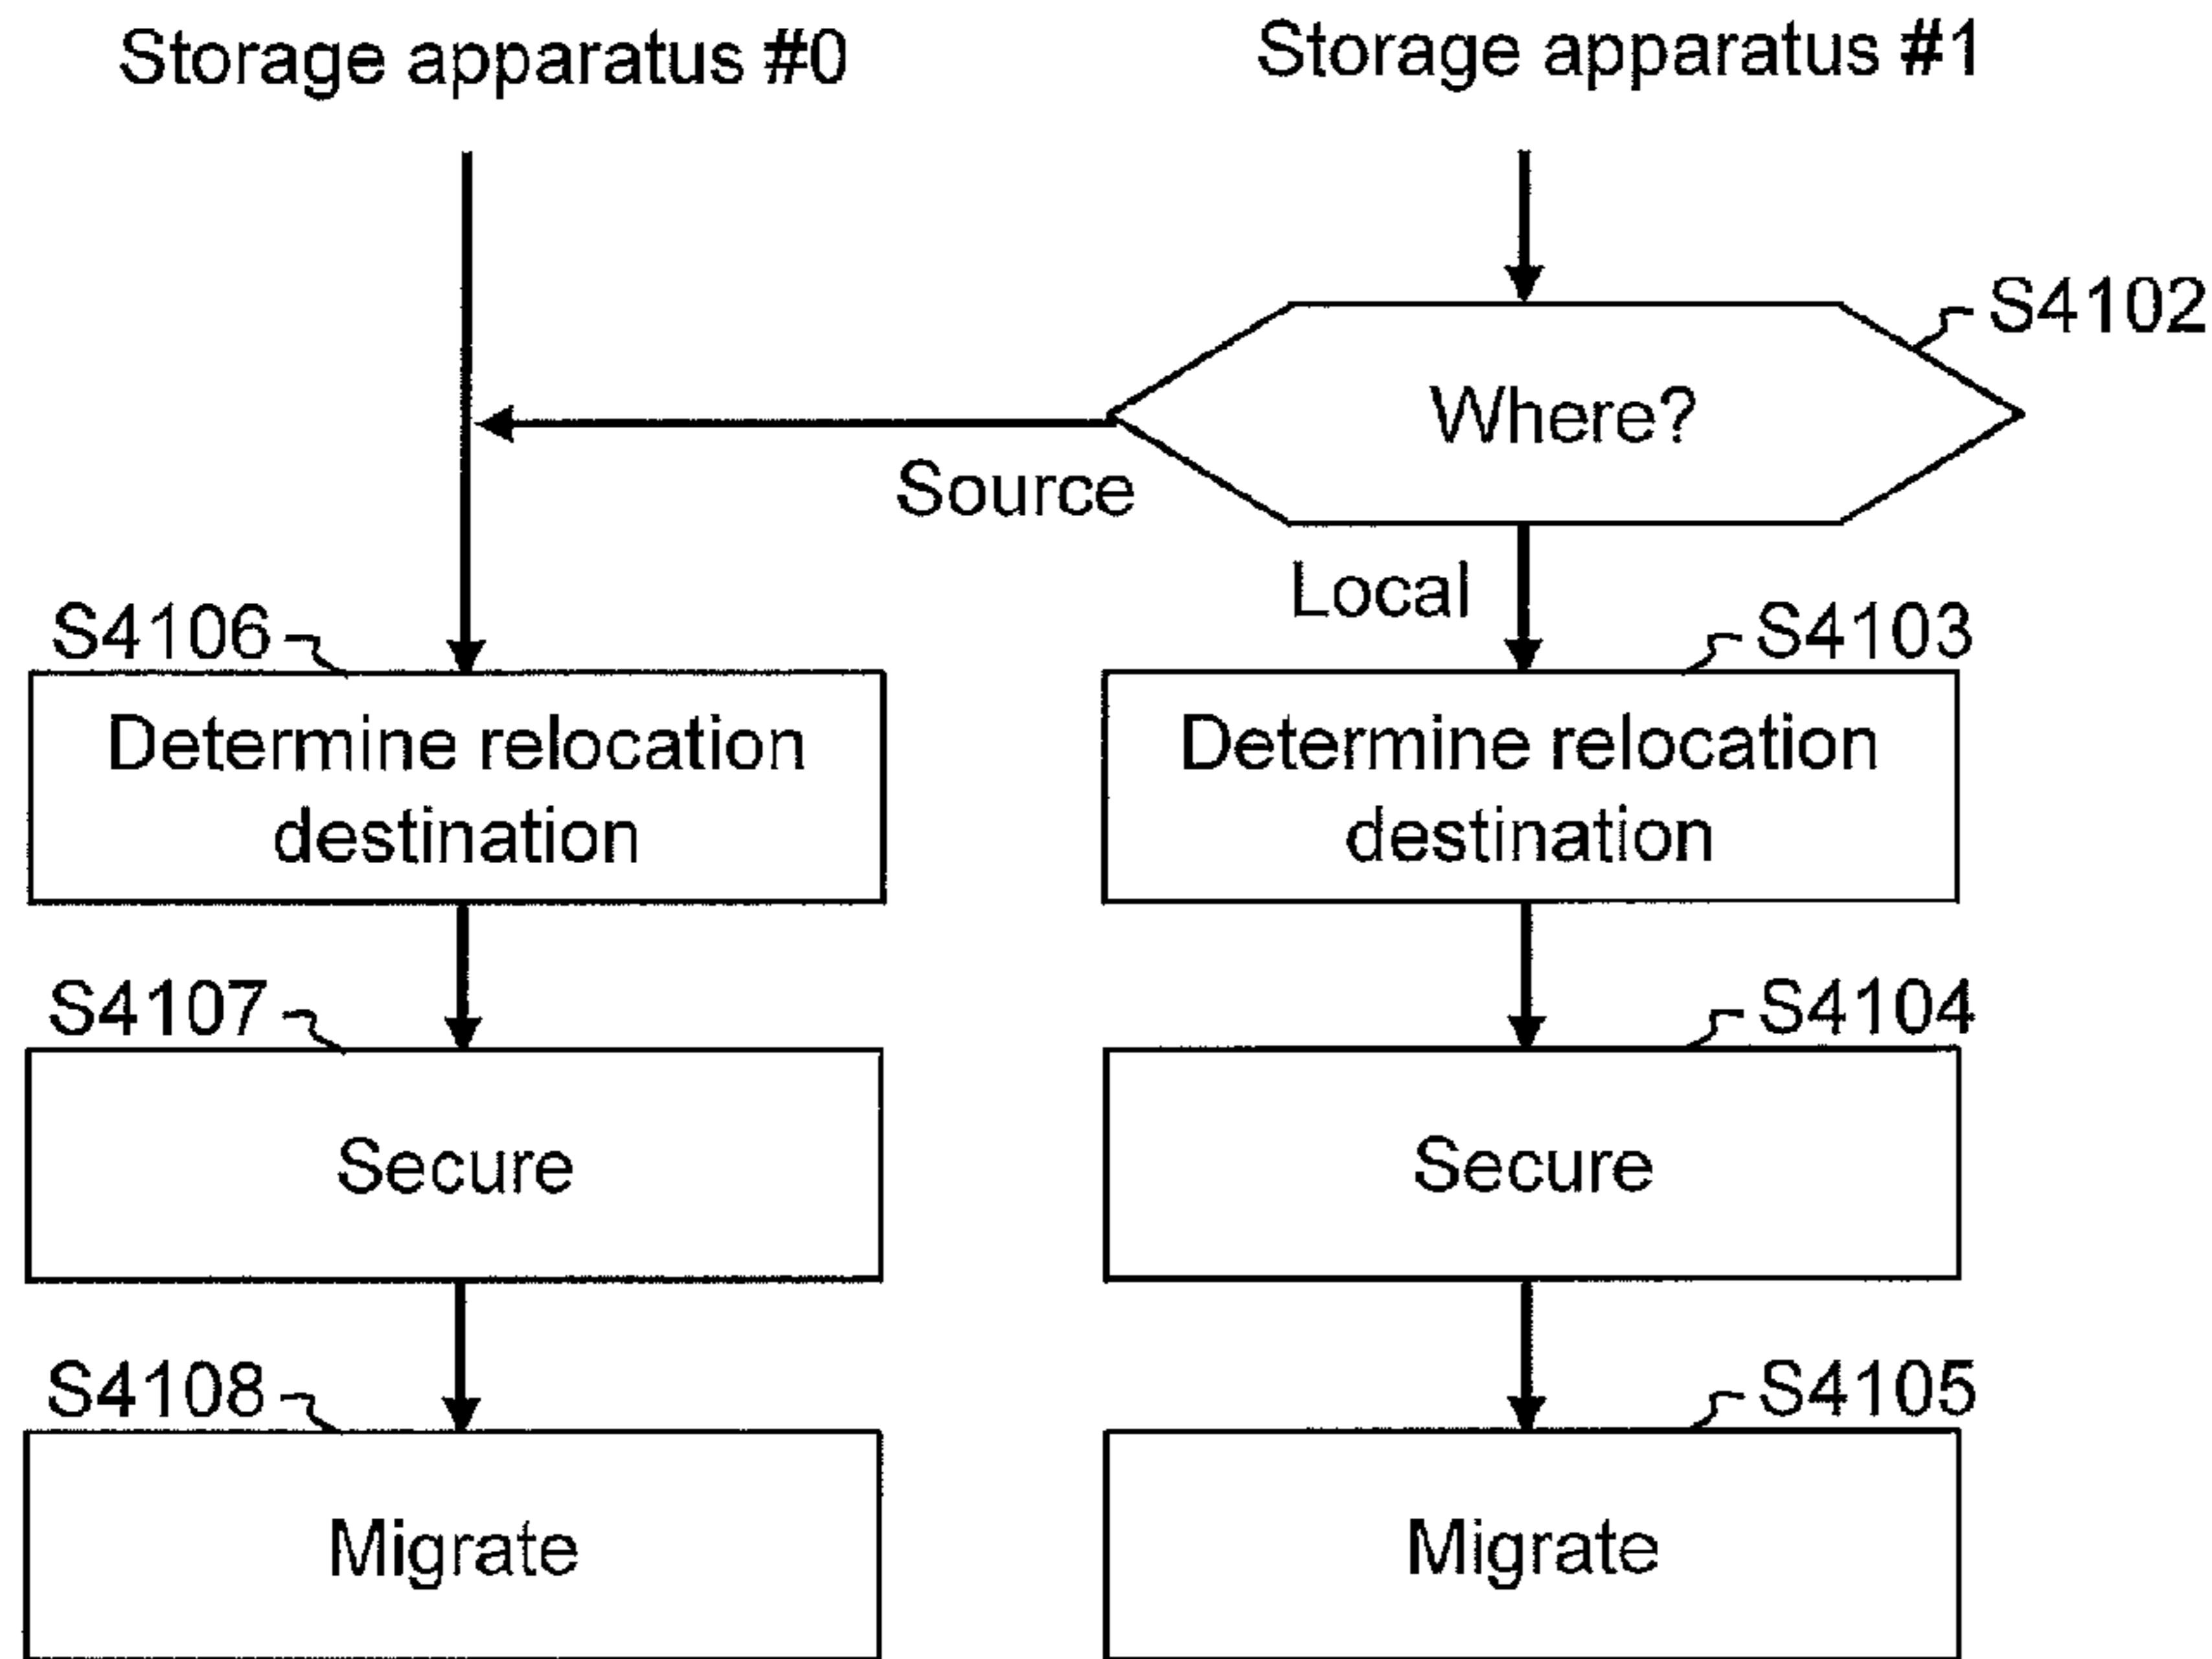 Storage apparatus #0
Storage apparatus #1
S4102
Where?
Source
Local
S4106
S4103
Determine relocation
destination
Determine relocation
destination
S4107
S4104
Secure
Secure
S4108
S4105
Migrate
Migrate